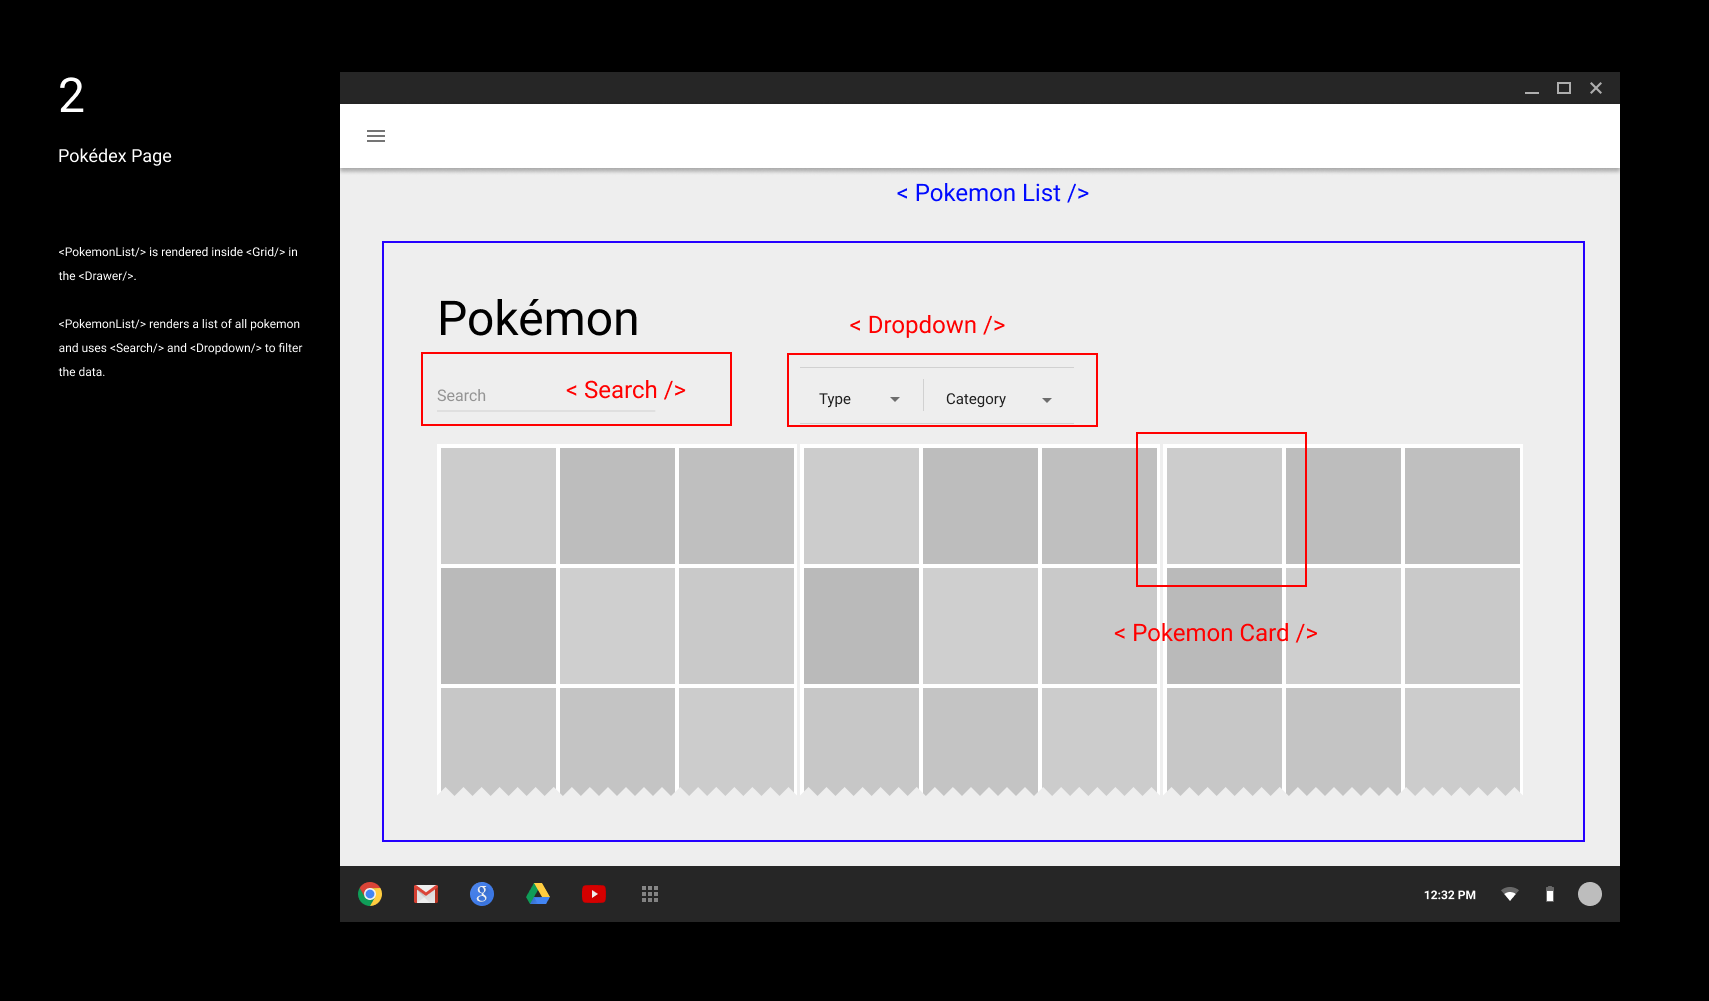 2
Pokédex Page
<PokemonList/> is rendered inside <Grid/> in
the <Drawer/>.
<PokemonList/> renders a list of all pokemon
and uses <Search/> and <Dropdown/> to filter
the data.
< Pokemon List />
Pokémon
< Dropdown />
Search
< Search />
Type
Category
< Pokemon Card />
g
12:32 PM